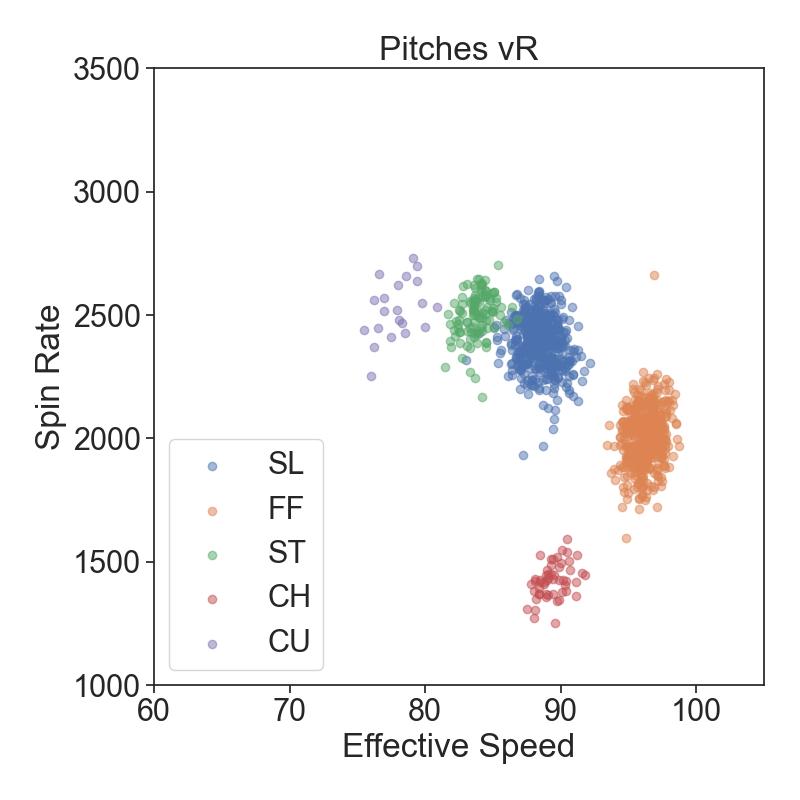 Pitches vR
3500
3000
2500
2000
1500
1000
Spin Rate
SL
FF
ST
CH
CU
60 70 80 90 100
Effective Speed